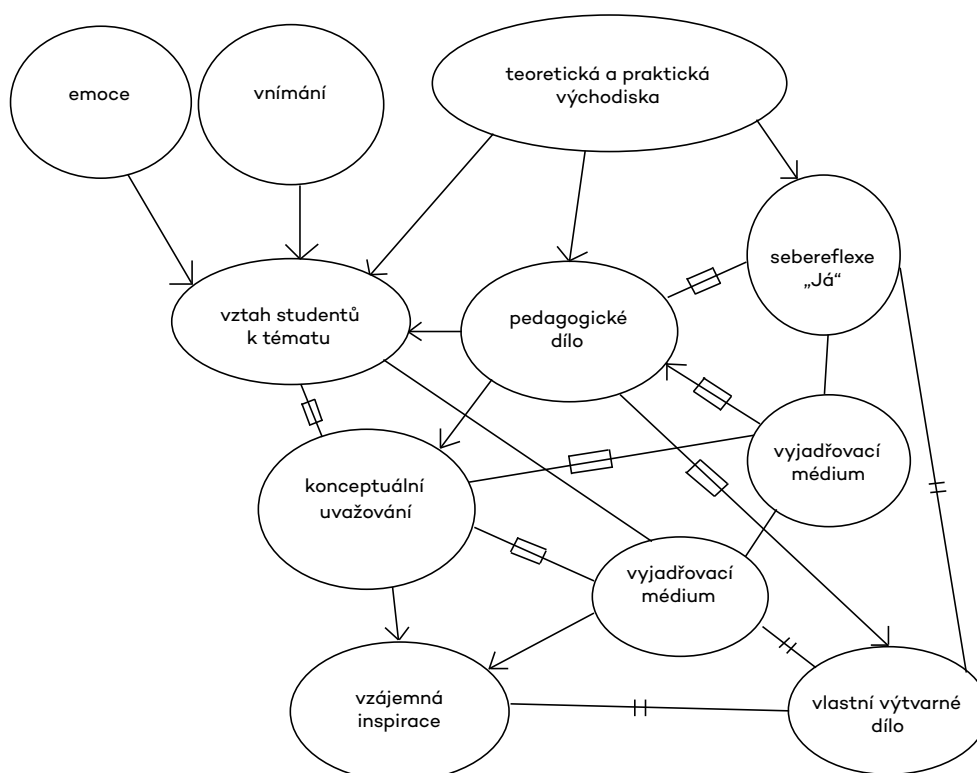 emoce
vnímání
teoretická a praktická
východiska
sebereflexe
„Já“
vztah studentů
k tématu
pedagogické
dílo
vyjadřovací
médium
konceptuální
uvažování
vyjadřovací
médium
vzájemná
inspirace
vlastní výtvarné
dílo